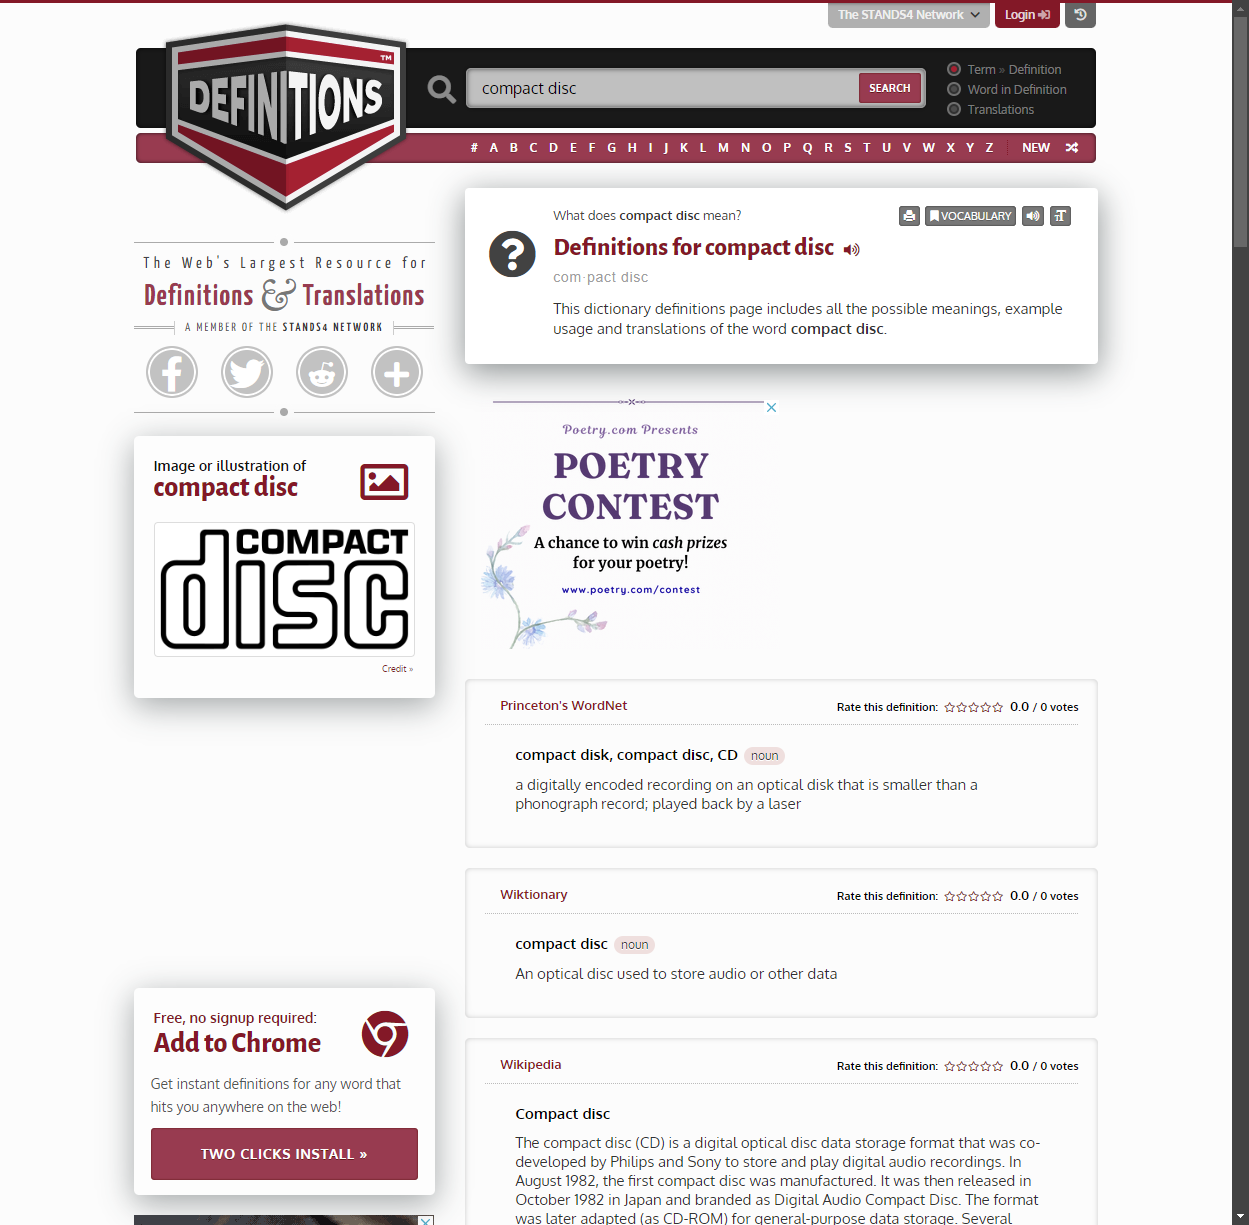 The STANDS4 Network
Login
DEFINITIONS
TM
compact disc
SEARCH
Term » Definition
Word in Definition
Translations
# A B C D E F G H I J K L M N O P Q R S T U V W X Y Z NEW
The Web's Largest Resource for
Definitions & Translations
A MEMBER OF THE STANDS4 NETWORK
What does compact disc mean?
VOCABULARY
Definitions for compact disc
com·pact disc
This dictionary definitions page includes all the possible meanings, example
usage and translations of the word compact disc.
Image or illustration of
compact disc
COMPACT
disc
Credit »
Poetry.com Presents
POETRY
CONTEST
A chance to win cash prizes
for your poetry!
www.poetry.com/contest
Princeton's WordNet
Rate this definition: 0.0 / 0 votes
compact disk, compact disc, CD noun
a digitally encoded recording on an optical disk that is smaller than a
phonograph record; played back by a laser
Wiktionary
Rate this definition: 0.0 / 0 votes
compact disc noun
An optical disc used to store audio or other data
Free, no signup required:
Add to Chrome
Get instant definitions for any word that
hits you anywhere on the web!
TWO CLICKS INSTALL »
Wikipedia
Rate this definition: 0.0 / 0 votes
Compact disc
The compact disc (CD) is a digital optical disc data storage format that was co-
developed by Philips and Sony to store and play digital audio recordings. In
August 1982, the first compact disc was manufactured. It was then released in
October 1982 in Japan and branded as Digital Audio Compact Disc. The format
was later adapted (as CD-ROM) for general-purpose data storage. Several